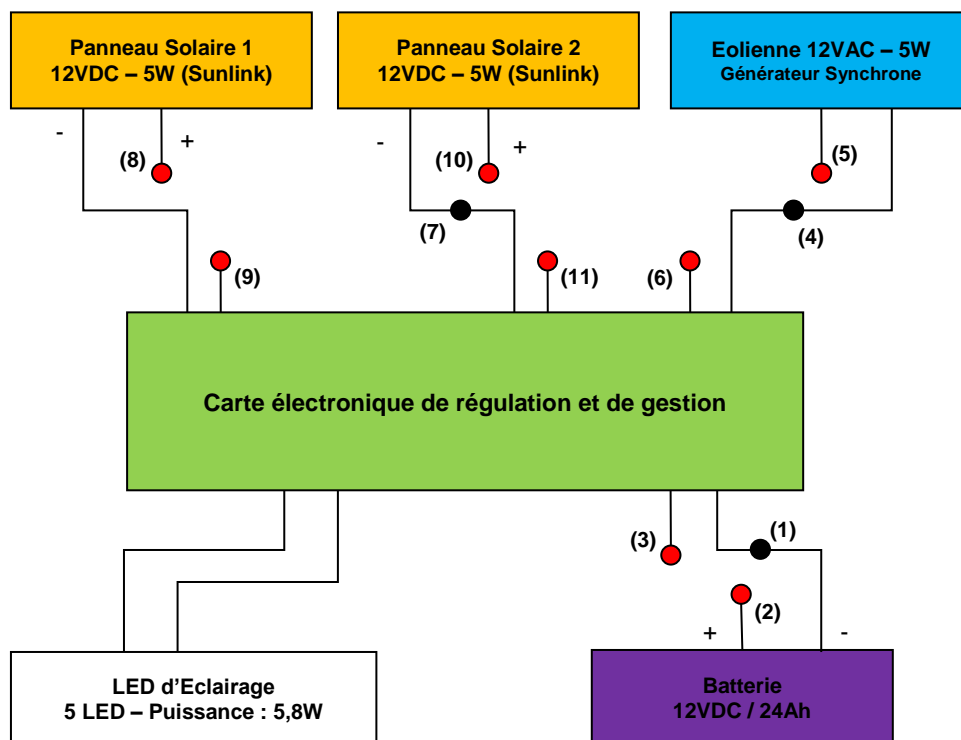 Panneau Solaire 1
12VDC – 5W (Sunlink)
Panneau Solaire 2
12VDC – 5W (Sunlink)
Eolienne 12VAC – 5W
Générateur Synchrone
-
+
(8)
-
+
(10)
(5)
(7)
(4)
(9)
(11)
(6)
Carte électronique de régulation et de gestion
(3)
(1)
(2)
+
-
LED d'Eclairage
5 LED – Puissance : 5,8W
Batterie
12VDC / 24Ah